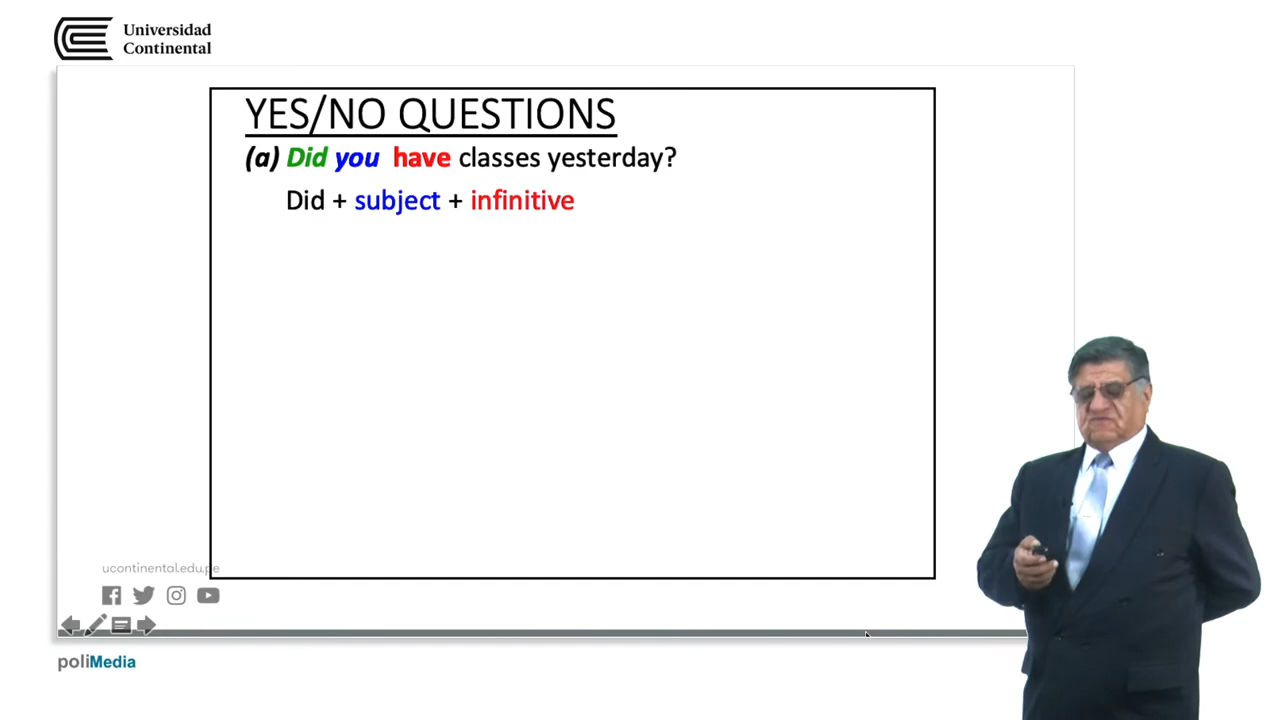 Universidad
Continental
YES/NO QUESTIONS
(a) Did you have classes yesterday?
Did + subject + infinitive
ucontinental.edu.pe
poliMedia